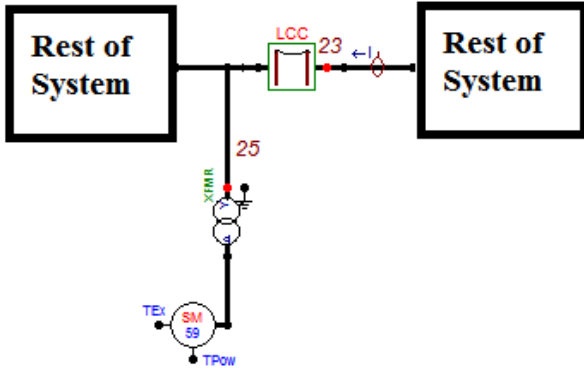 Rest of
System
LCC
23
←I
Rest of
System
25
XFMR
Y
SM
59
TEx
TPow